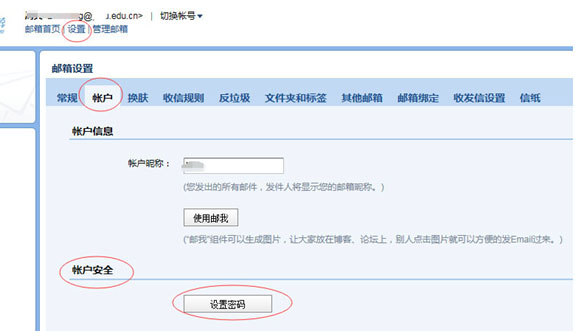 .edu.cn> | 切换帐号
邮箱首页 | 设置 | 管理邮箱
邮箱设置
常规 帐户 换肤 收信规则 反垃圾 文件夹和标签 其他邮箱 邮箱绑定 收发信设置 信纸
帐户信息
帐户昵称：
(您发出的所有邮件，发件人将显示您的邮箱昵称。)
使用邮我
("邮我"组件可以生成图片，让大家放在博客、论坛上，别人点击图片就可以方便的发Email过来。)
帐户安全
设置密码